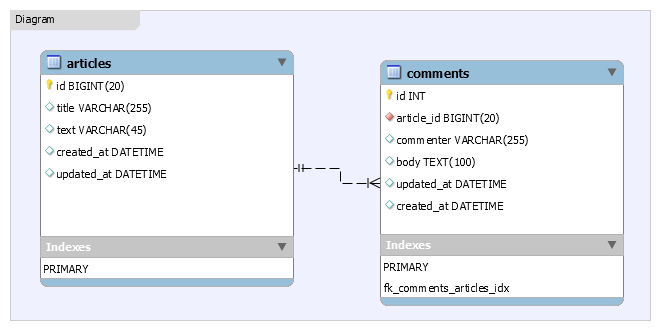 Diagram
articles
id BIGINT(20)
title VARCHAR(255)
text VARCHAR(45)
created_at DATETIME
updated_at DATETIME
Indexes
PRIMARY
comments
id INT
article_id BIGINT(20)
commenter VARCHAR(255)
body TEXT(100)
updated_at DATETIME
created_at DATETIME
Indexes
PRIMARY
fk_comments_articles_idx